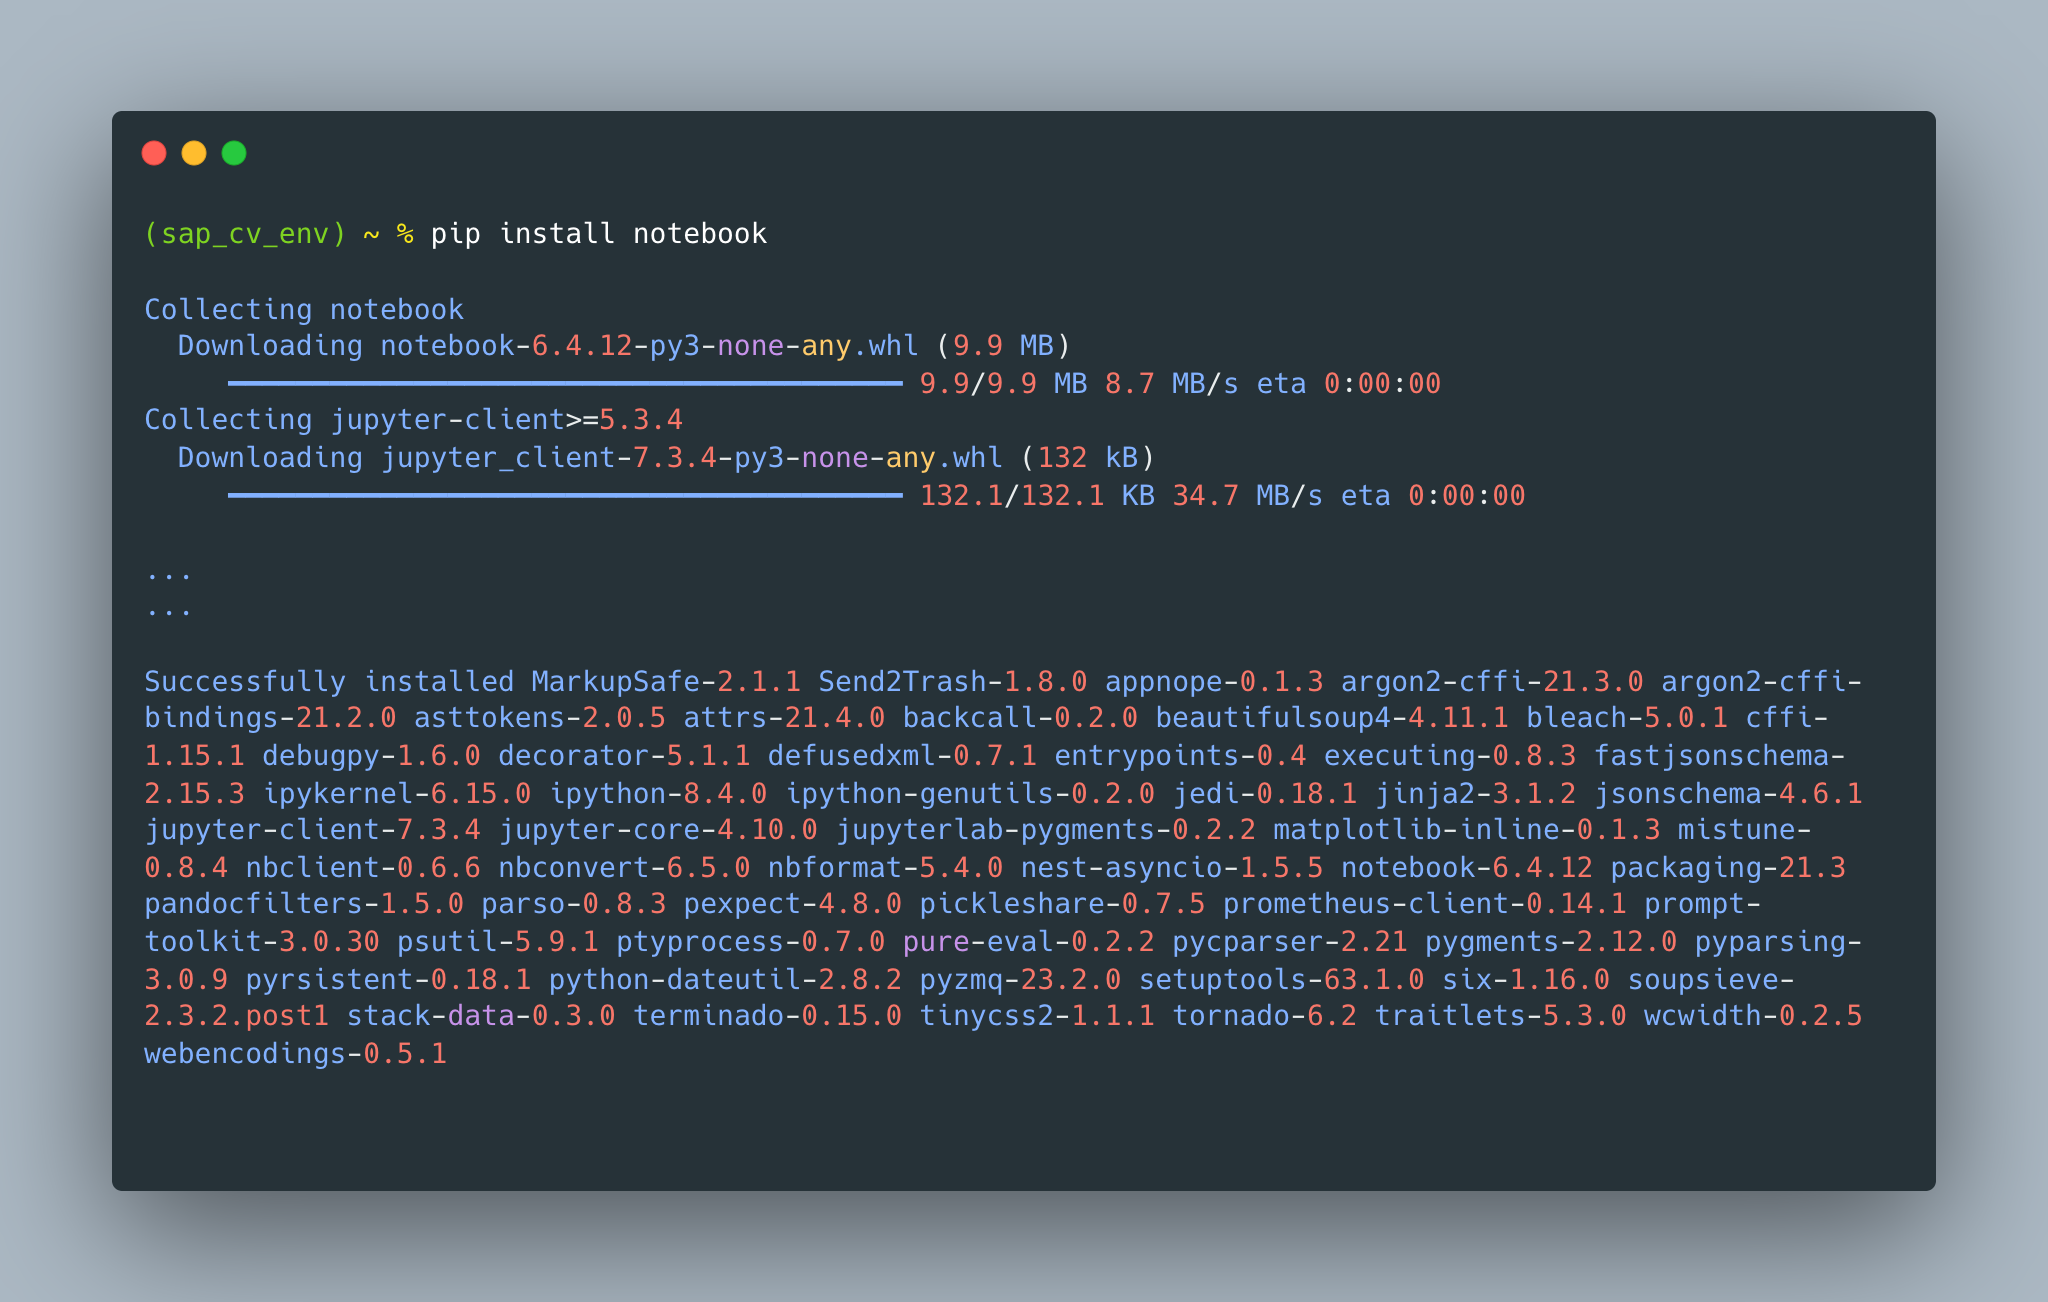 (sap_cv_env) ~ % pip install notebook
Collecting notebook
  Downloading notebook-6.4.12-py3-none-any.whl (9.9 MB)
     ━━━━━━━━━━━━━━━━━━━━━━━━━━━━━━━━━━━━━━━━ 9.9/9.9 MB 8.7 MB/s eta 0:00:00
Collecting jupyter-client>=5.3.4
  Downloading jupyter_client-7.3.4-py3-none-any.whl (132 kB)
     ━━━━━━━━━━━━━━━━━━━━━━━━━━━━━━━━━━━━━━━━ 132.1/132.1 KB 34.7 MB/s eta 0:00:00
...
...
Successfully installed MarkupSafe-2.1.1 Send2Trash-1.8.0 appnope-0.1.3 argon2-cffi-21.3.0 argon2-cffi-
bindings-21.2.0 asttokens-2.0.5 attrs-21.4.0 backcall-0.2.0 beautifulsoup4-4.11.1 bleach-5.0.1 cffi-
1.15.1 debugpy-1.6.0 decorator-5.1.1 defusedxml-0.7.1 entrypoints-0.4 executing-0.8.3 fastjsonschema-
2.15.3 ipykernel-6.15.0 ipython-8.4.0 ipython-genutils-0.2.0 jedi-0.18.1 jinja2-3.1.2 jsonschema-4.6.1
jupyter-client-7.3.4 jupyter-core-4.10.0 jupyterlab-pygments-0.2.2 matplotlib-inline-0.1.3 mistune-
0.8.4 nbclient-0.6.6 nbconvert-6.5.0 nbformat-5.4.0 nest-asyncio-1.5.5 notebook-6.4.12 packaging-21.3
pandocfilters-1.5.0 parso-0.8.3 pexpect-4.8.0 pickleshare-0.7.5 prometheus-client-0.14.1 prompt-
toolkit-3.0.30 psutil-5.9.1 ptyprocess-0.7.0 pure-eval-0.2.2 pycparser-2.21 pygments-2.12.0 pyparsing-
3.0.9 pyrsistent-0.18.1 python-dateutil-2.8.2 pyzmq-23.2.0 setuptools-63.1.0 six-1.16.0 soupsieve-
2.3.2.post1 stack-data-0.3.0 terminado-0.15.0 tinycss2-1.1.1 tornado-6.2 traitlets-5.3.0 wcwidth-0.2.5
webencodings-0.5.1